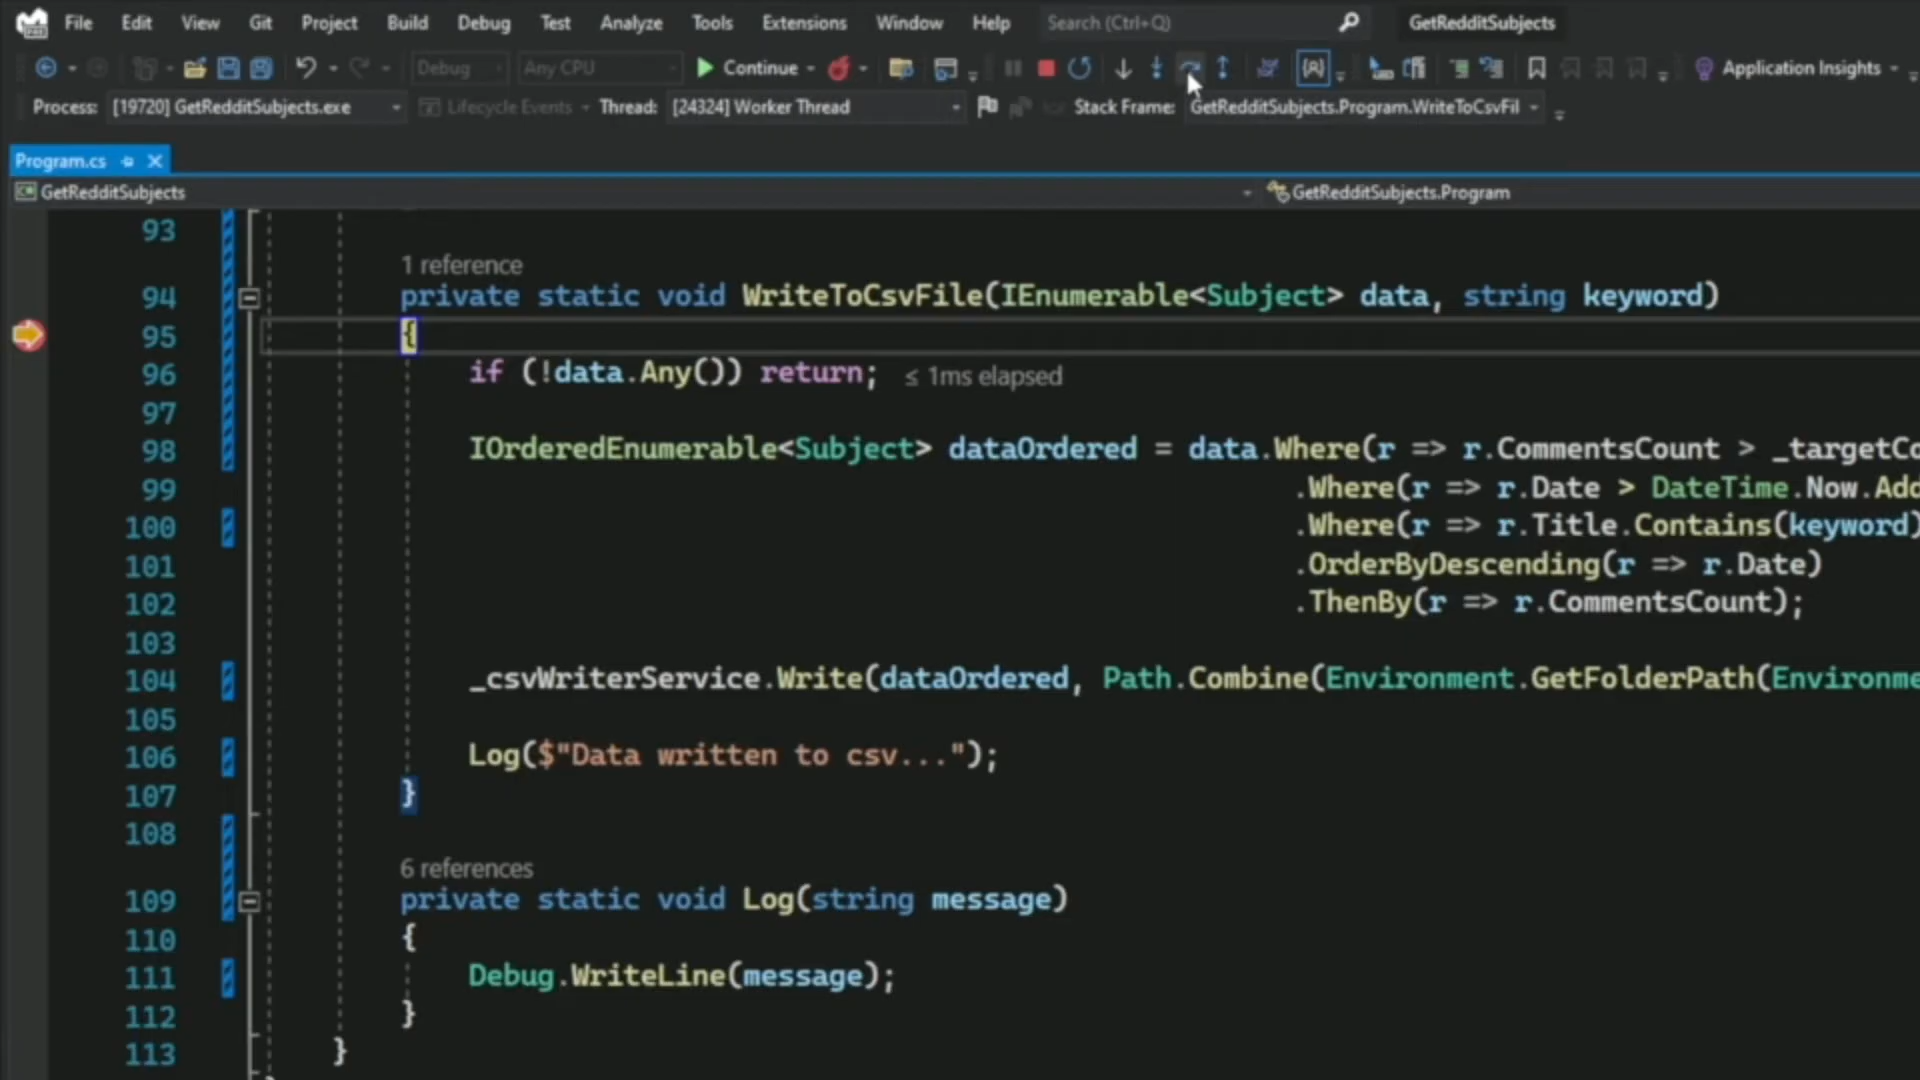 File Edit View Git Project Build Debug Test Analyze Tools Extensions Window Help Search (Ctrl+Q) GetRedditSubjects
Debug Any CPU Continue Application Insights
Process: [19720] GetRedditSubjects.exe Lifecycle Events Thread: [24324] Worker Thread Stack Frame: GetRedditSubjects.Program.WriteToCsvFil
Program.cs
GetRedditSubjects GetRedditSubjects.Program
93
1 reference
94 private static void WriteToCsvFile(IEnumerable<Subject> data, string keyword)
95 {
96 if (!data.Any()) return; ≤ 1ms elapsed
97
98 IOrderedEnumerable<Subject> dataOrdered = data.Where(r => r.CommentsCount > _targetCo
99 .Where(r => r.Date > DateTime.Now.Add
100 .Where(r => r.Title.Contains(keyword)
101 .OrderByDescending(r => r.Date)
102 .ThenBy(r => r.CommentsCount);
103
104 _csvWriterService.Write(dataOrdered, Path.Combine(Environment.GetFolderPath(Environme
105
106 Log($"Data written to csv...");
107 }
108
6 references
109 private static void Log(string message)
110 {
111 Debug.WriteLine(message);
112 }
113 }